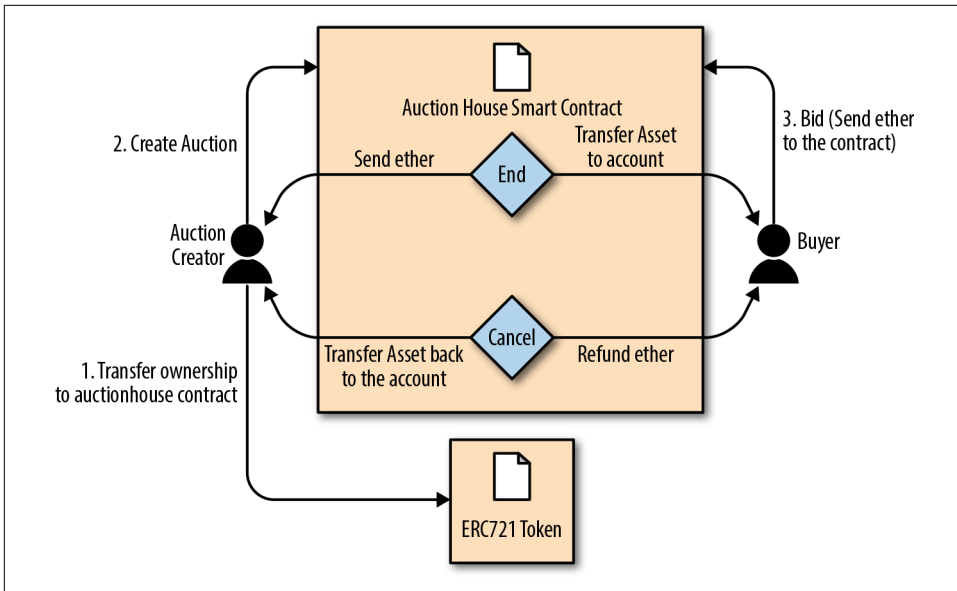 Auction House Smart Contract
2. Create Auction
3. Bid (Send ether
to the contract)
Send ether
End
Transfer Asset
to account
Auction
Creator
Buyer
Cancel
Transfer Asset back
to the account
Refund ether
1. Transfer ownership
to auctionhouse contract
ERC721 Token